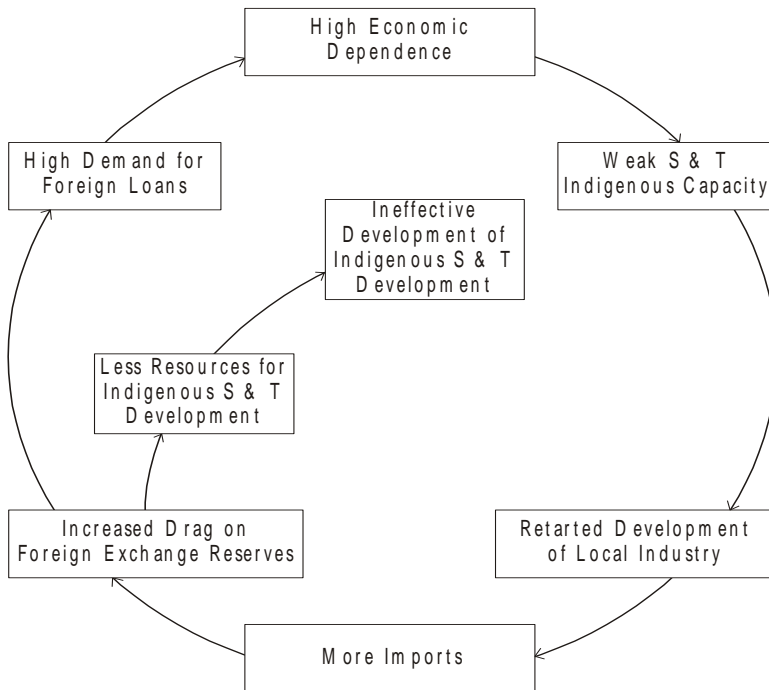 High Economic
Dependence
High Demand for
Foreign Loans
Weak S & T
Indigenous Capacity
Ineffective
Development of
Indigenous S & T
Development
Less Resources for
Indigenous S & T
Development
Increased Drag on
Foreign Exchange Reserves
Retarted Development
of Local Industry
More Imports